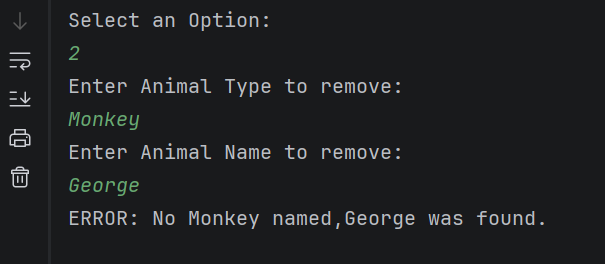 Select an Option:
2
Enter Animal Type to remove:
Monkey
Enter Animal Name to remove:
George
ERROR: No Monkey named,George was found.